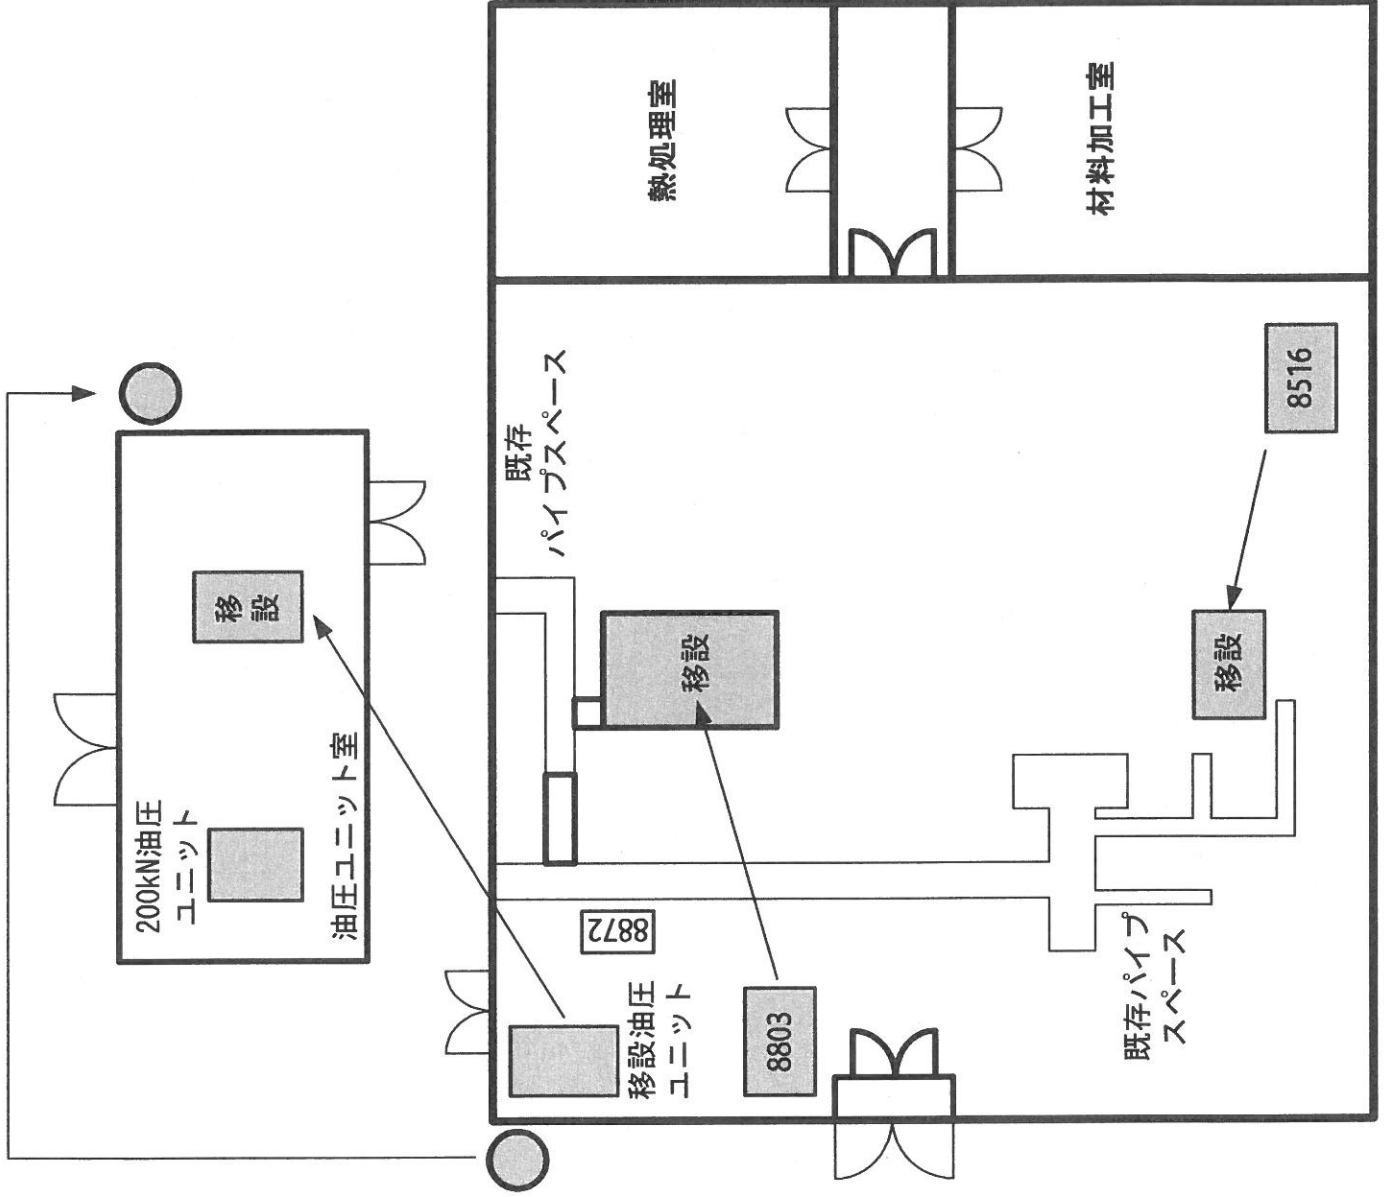 200kN油圧
ユニット
移
設
油圧ユニット室
既存
パイプスペース
熱処理室
材料加工室
8872
移設油圧
ユニット
8803
移設
移設
8516
既存パイプ
スペース